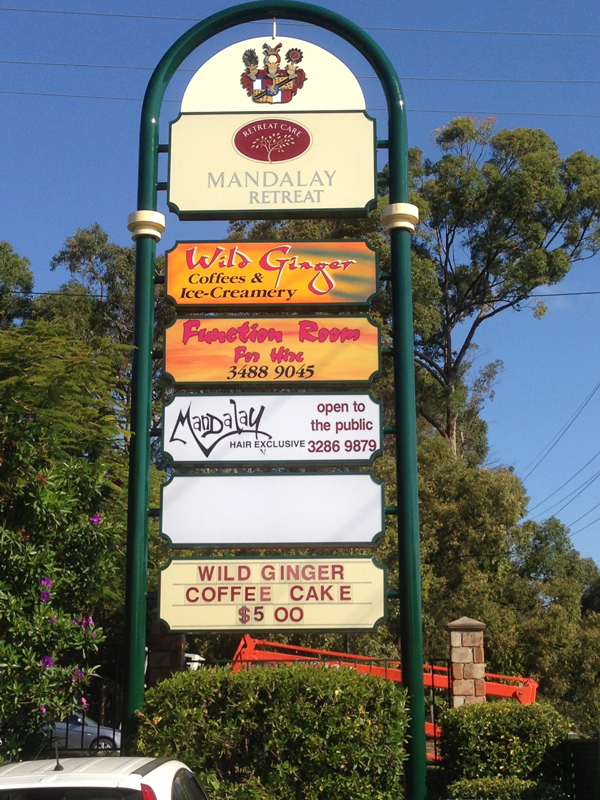 RETREAT CARE
MANDALAY
RETREAT
Wild Ginger
Coffees &
Ice-Creamery
Function Room
For Hire
3488 9045
Mandalay
HAIR EXCLUSIVE
open to
the public
3286 9879
WILD GINGER
COFFEE CAKE
$5 00